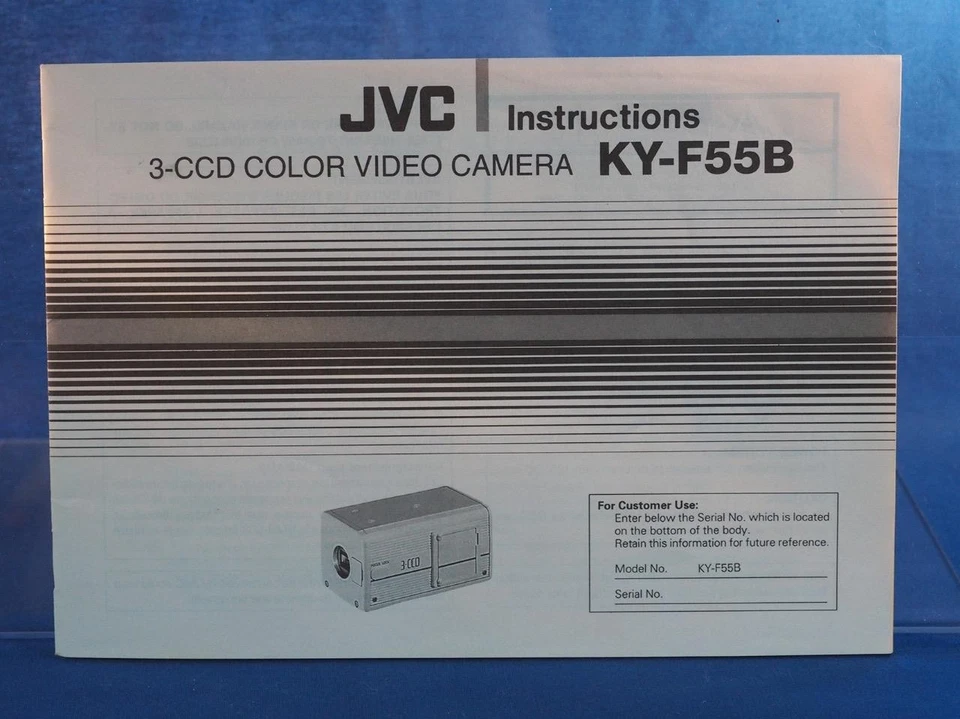 JVC Instructions
3-CCD COLOR VIDEO CAMERA KY-F55B
3-CCD
For Customer Use:
Enter below the Serial No. which is located
on the bottom of the body.
Retain this information for future reference.
Model No. KY-F55B
Serial No.